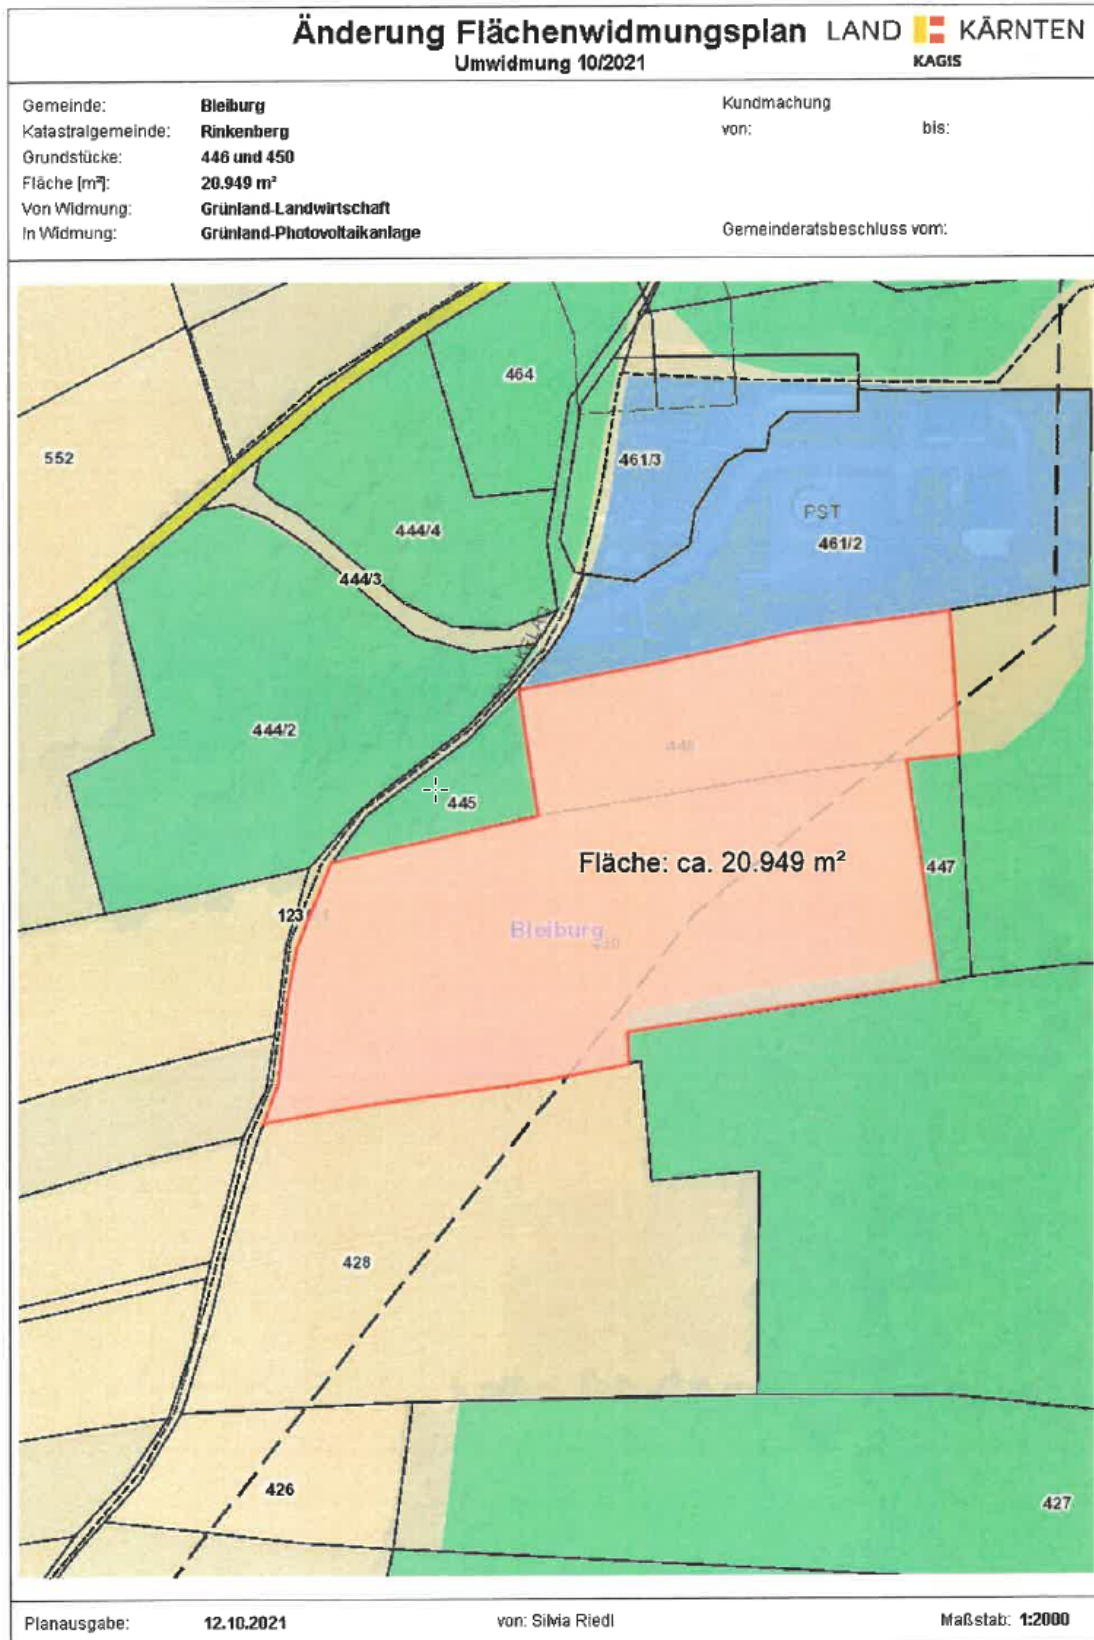 Änderung Flächenwidmungsplan
LAND KÄRNTEN
Umwidmung 10/2021
KAGIS
Gemeinde: Bleiburg
Kundmachung
Katastralgemeinde: Rinkenberg
von: bis:
Grundstücke: 446 und 450
Fläche [m²]: 20.949 m²
Von Widmung: Grünland-Landwirtschaft
In Widmung: Grünland-Photovoltaikanlage
Gemeinderatsbeschluss vom:
464
552
461/3
PST
444/4
461/2
444/3
444/2
446
445
Fläche: ca. 20.949 m²
447
123
Bleiburg
450
428
426
427
Planausgabe: 12.10.2021 von: Silvia Riedl Maßstab: 1:2000